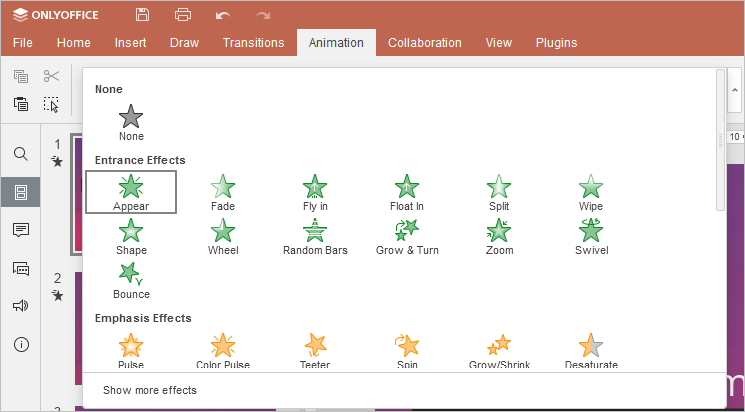 ONLYOFFICE
File Home Insert Draw Transitions Animation Collaboration View Plugins
None
None
Entrance Effects
Appear Fade Fly in Float In Split Wipe
Shape Wheel Random Bars Grow & Turn Zoom Swivel
Bounce
Emphasis Effects
Pulse Color Pulse Teeter Spin Grow/Shrink Desaturate
Show more effects
1
2
10
m